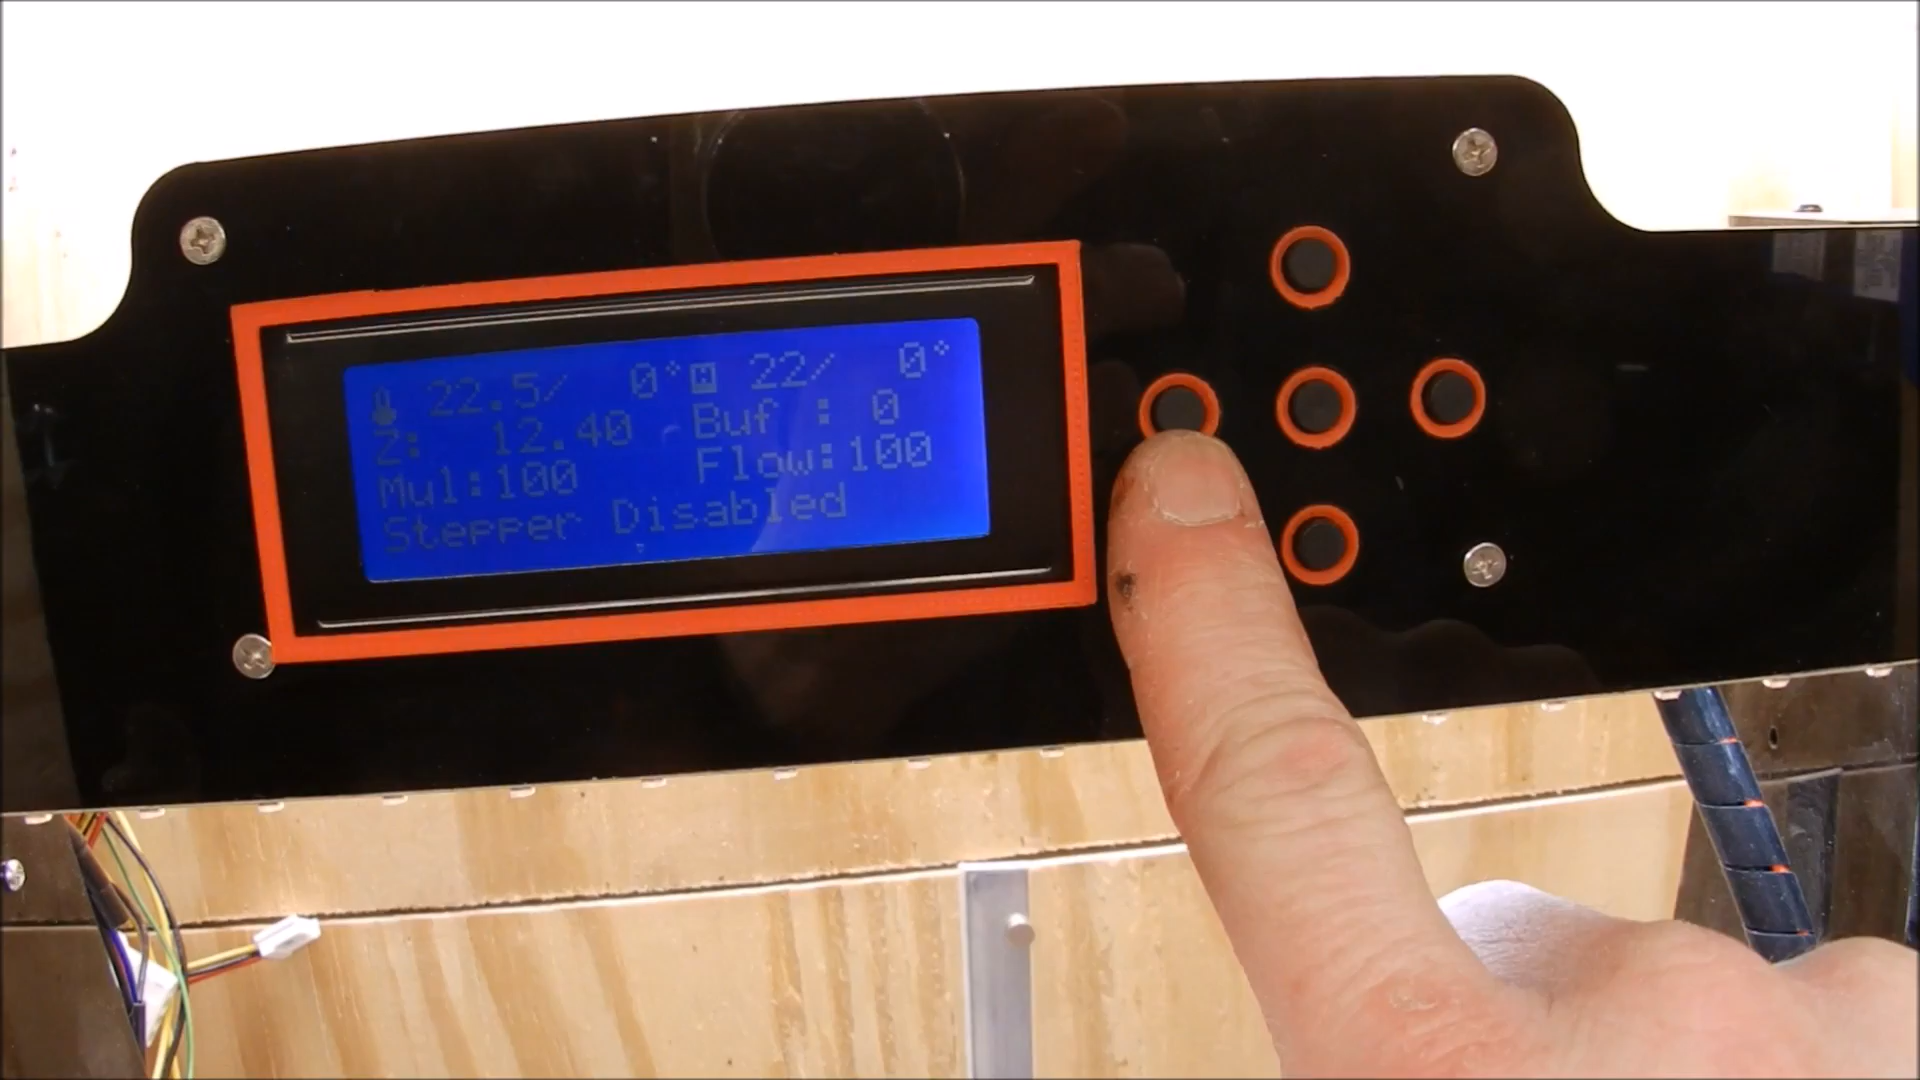 22.5/ 0° 22/ 0°
Z: 12.40 Buf : 0
Mul:100 Flow:100
Stepper Disabled